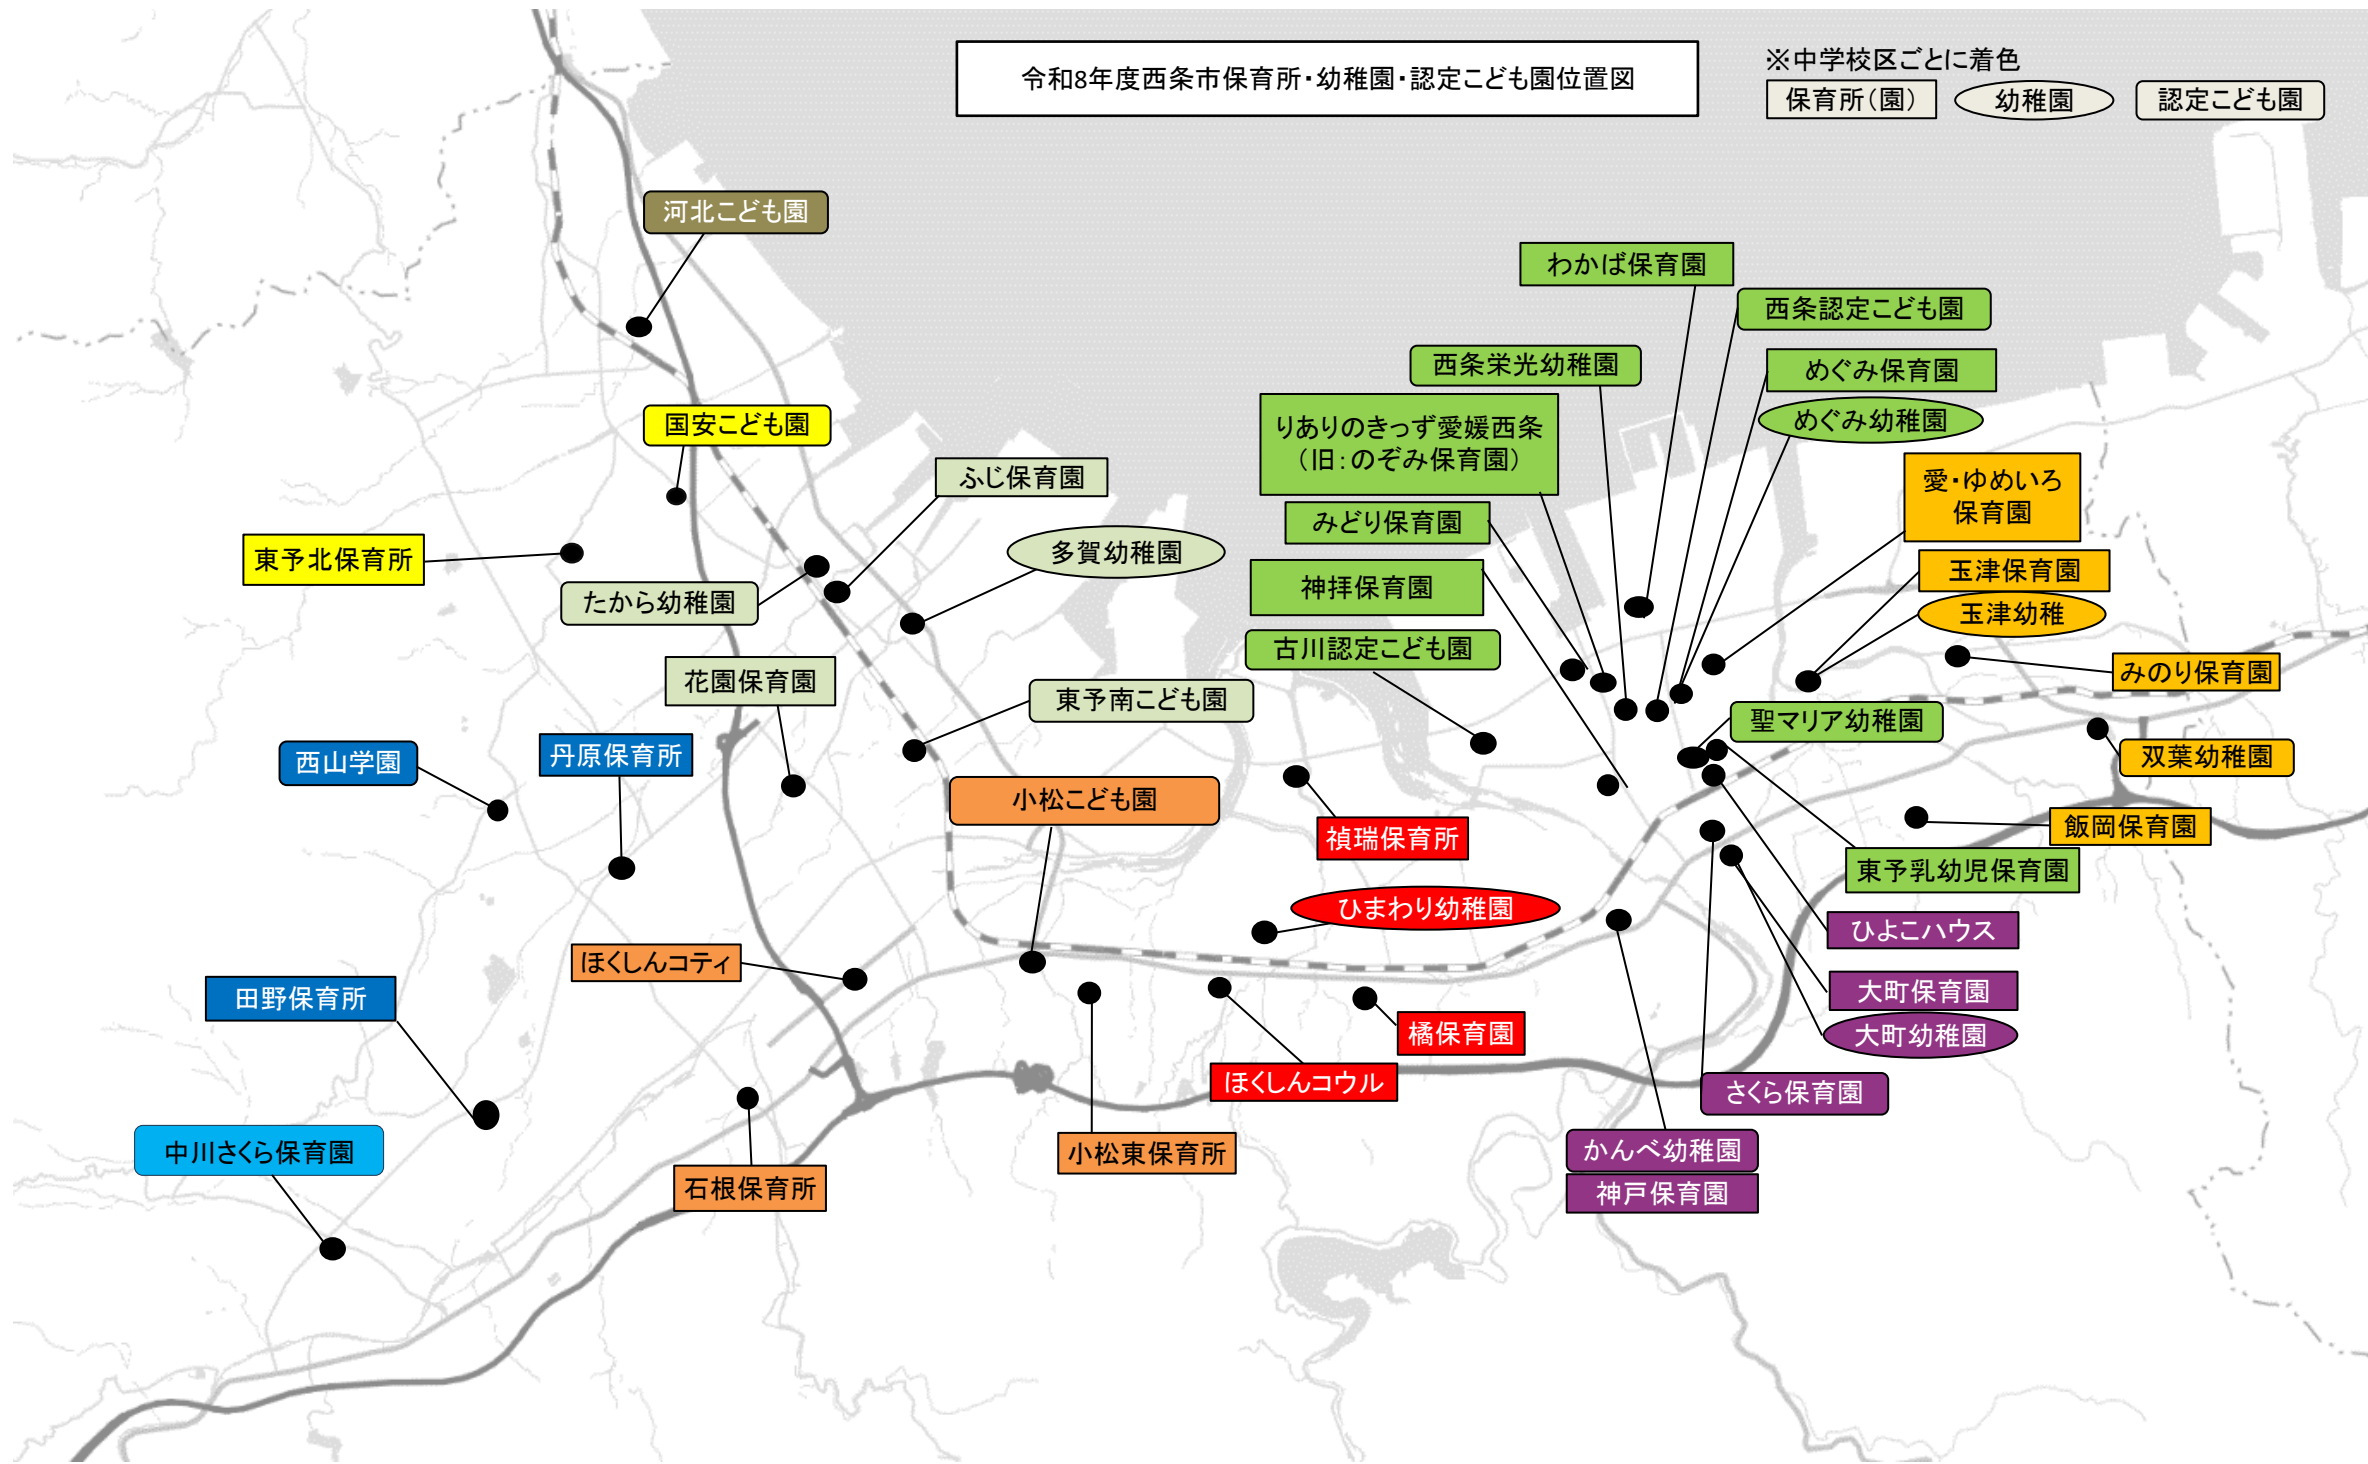 令和8年度西条市保育所・幼稚園・認定こども園位置図
※中学校区ごとに着色
保育所(園)
幼稚園
認定こども園
河北こども園
わかば保育園
西条認定こども園
西条栄光幼稚園
めぐみ保育園
めぐみ幼稚園
りありのきっず愛媛西条
(旧:のぞみ保育園)
国安こども園
ふじ保育園
みどり保育園
愛・ゆめいろ
保育園
東予北保育所
多賀幼稚園
神拝保育園
玉津保育園
玉津幼稚
たから幼稚園
古川認定こども園
みのり保育園
花園保育園
東予南こども園
聖マリア幼稚園
西山学園
丹原保育所
双葉幼稚園
小松こども園
禎瑞保育所
飯岡保育園
東予乳幼児保育園
ひまわり幼稚園
ひよこハウス
ほくしんコティ
田野保育所
大町保育園
橘保育園
大町幼稚園
ほくしんコウル
さくら保育園
中川さくら保育園
小松東保育所
かんべ幼稚園
石根保育所
神戸保育園